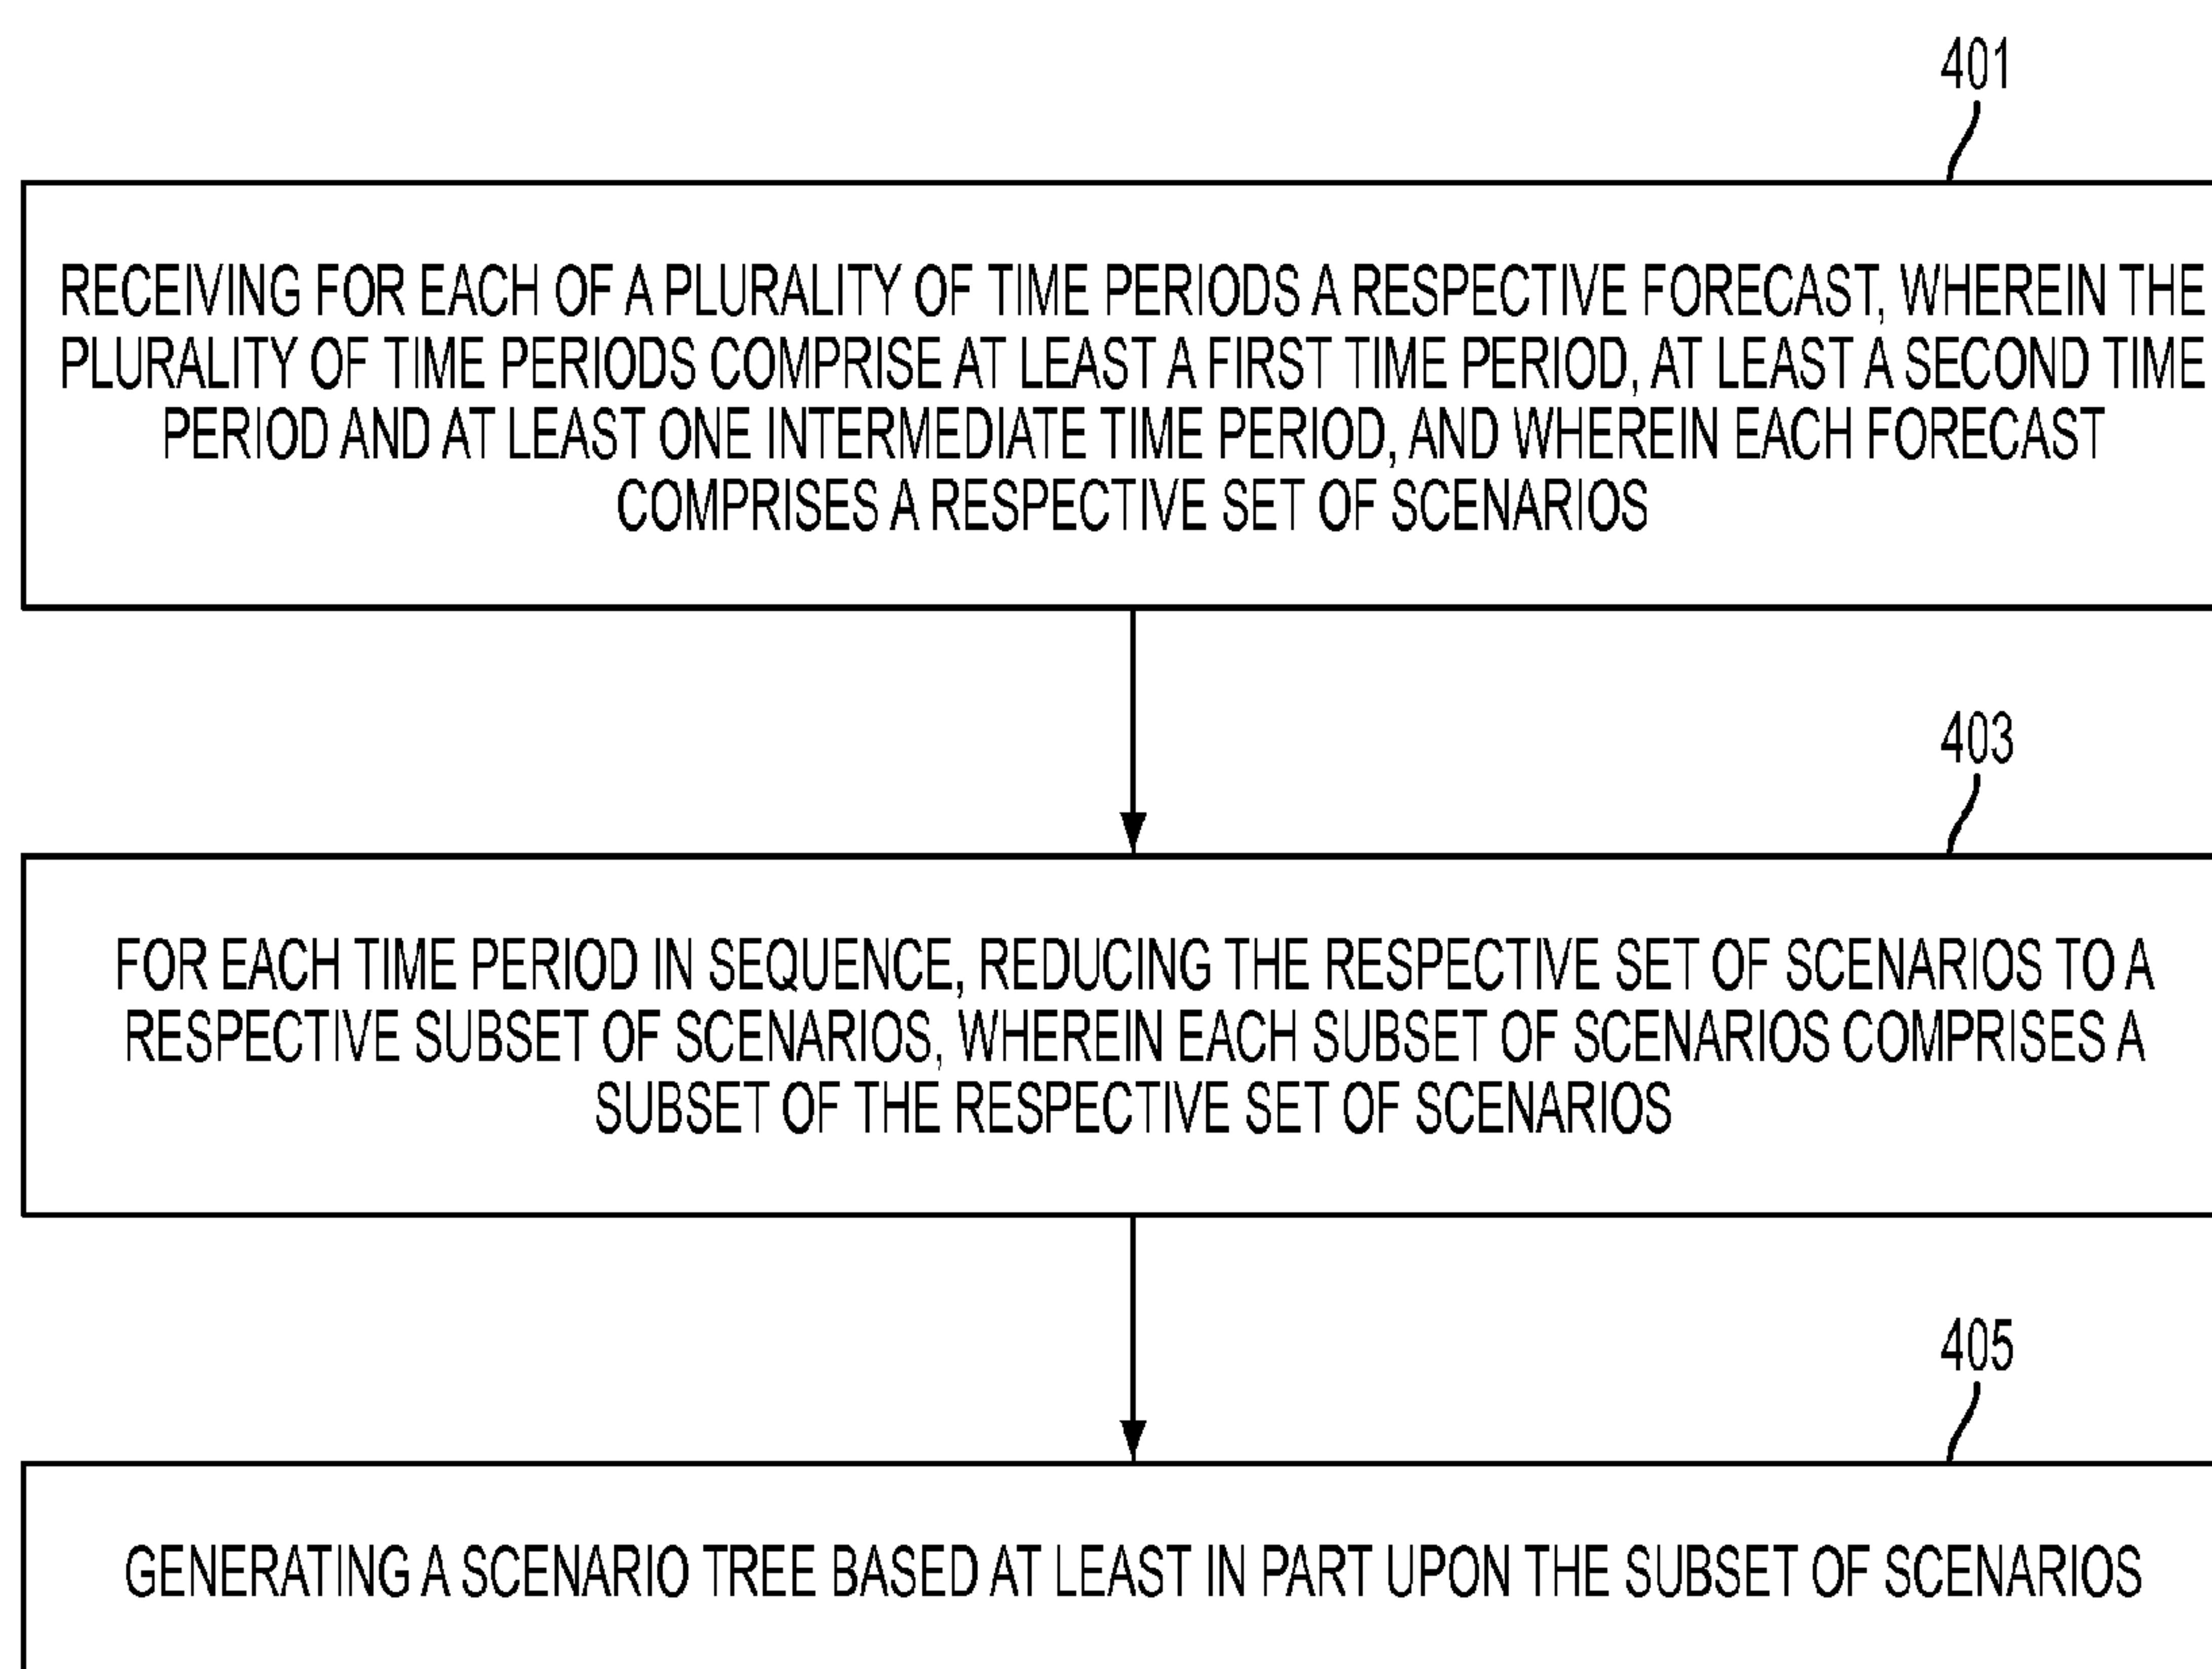 401
RECEIVING FOR EACH OF A PLURALITY OF TIME PERIODS A RESPECTIVE FORECAST, WHEREIN THE
PLURALITY OF TIME PERIODS COMPRISE AT LEAST A FIRST TIME PERIOD, AT LEAST A SECOND TIME
PERIOD AND AT LEAST ONE INTERMEDIATE TIME PERIOD, AND WHEREIN EACH FORECAST
COMPRISES A RESPECTIVE SET OF SCENARIOS
403
FOR EACH TIME PERIOD IN SEQUENCE, REDUCING THE RESPECTIVE SET OF SCENARIOS TO A
RESPECTIVE SUBSET OF SCENARIOS, WHEREIN EACH SUBSET OF SCENARIOS COMPRISES A
SUBSET OF THE RESPECTIVE SET OF SCENARIOS
405
GENERATING A SCENARIO TREE BASED AT LEAST IN PART UPON THE SUBSET OF SCENARIOS